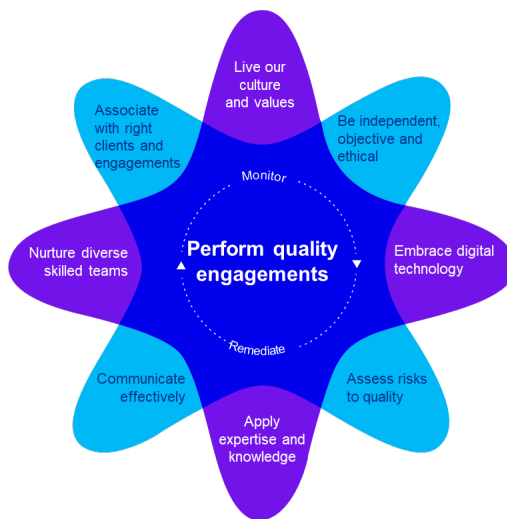 Live our
culture
and values
Associate
with right
clients and
engagements
Be independent,
objective and
ethical
Monitor
Perform quality
engagements
Nurture diverse
skilled teams
Embrace digital
technology
Remediate
Communicate
effectively
Assess risks
to quality
Apply
expertise and
knowledge